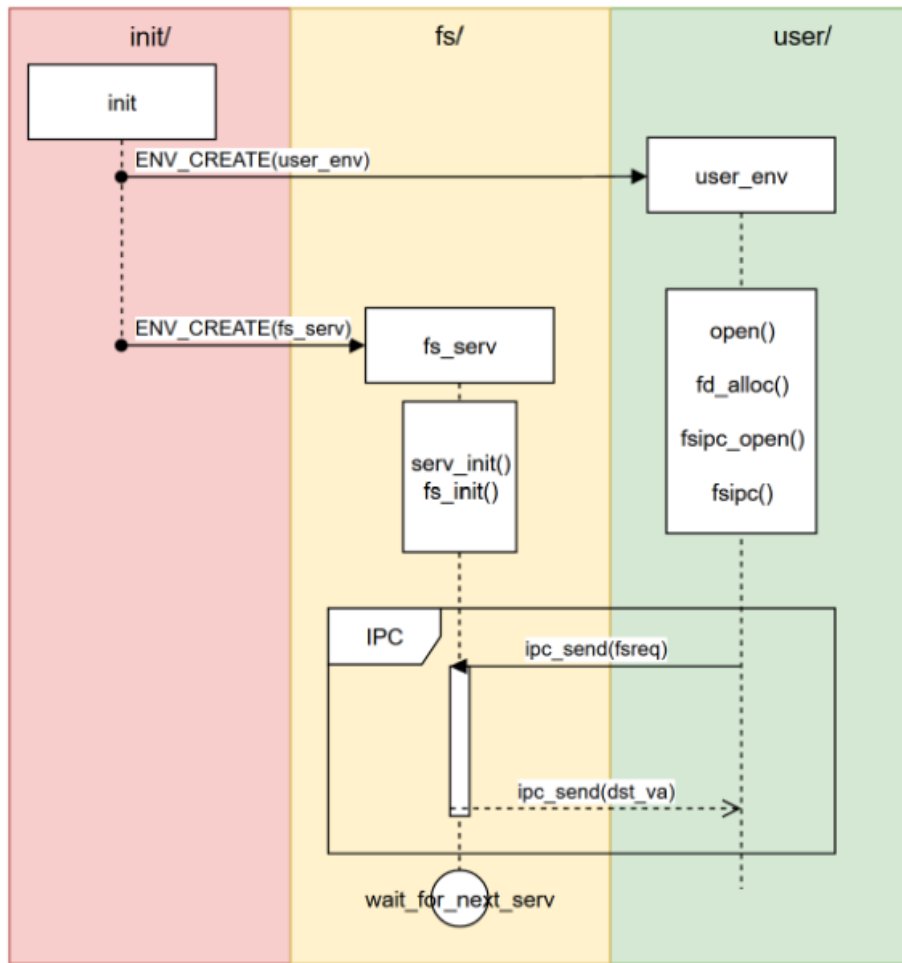 init/
fs/
user/
init
ENV_CREATE(user_env)
user_env
ENV_CREATE(fs_serv)
fs_serv
open()
fd_alloc()
fsipc_open()
fsipc()
serv_init()
fs_init()
IPC
ipc_send(fsreq)
ipc_send(dst_va)
wait_for_next_serv